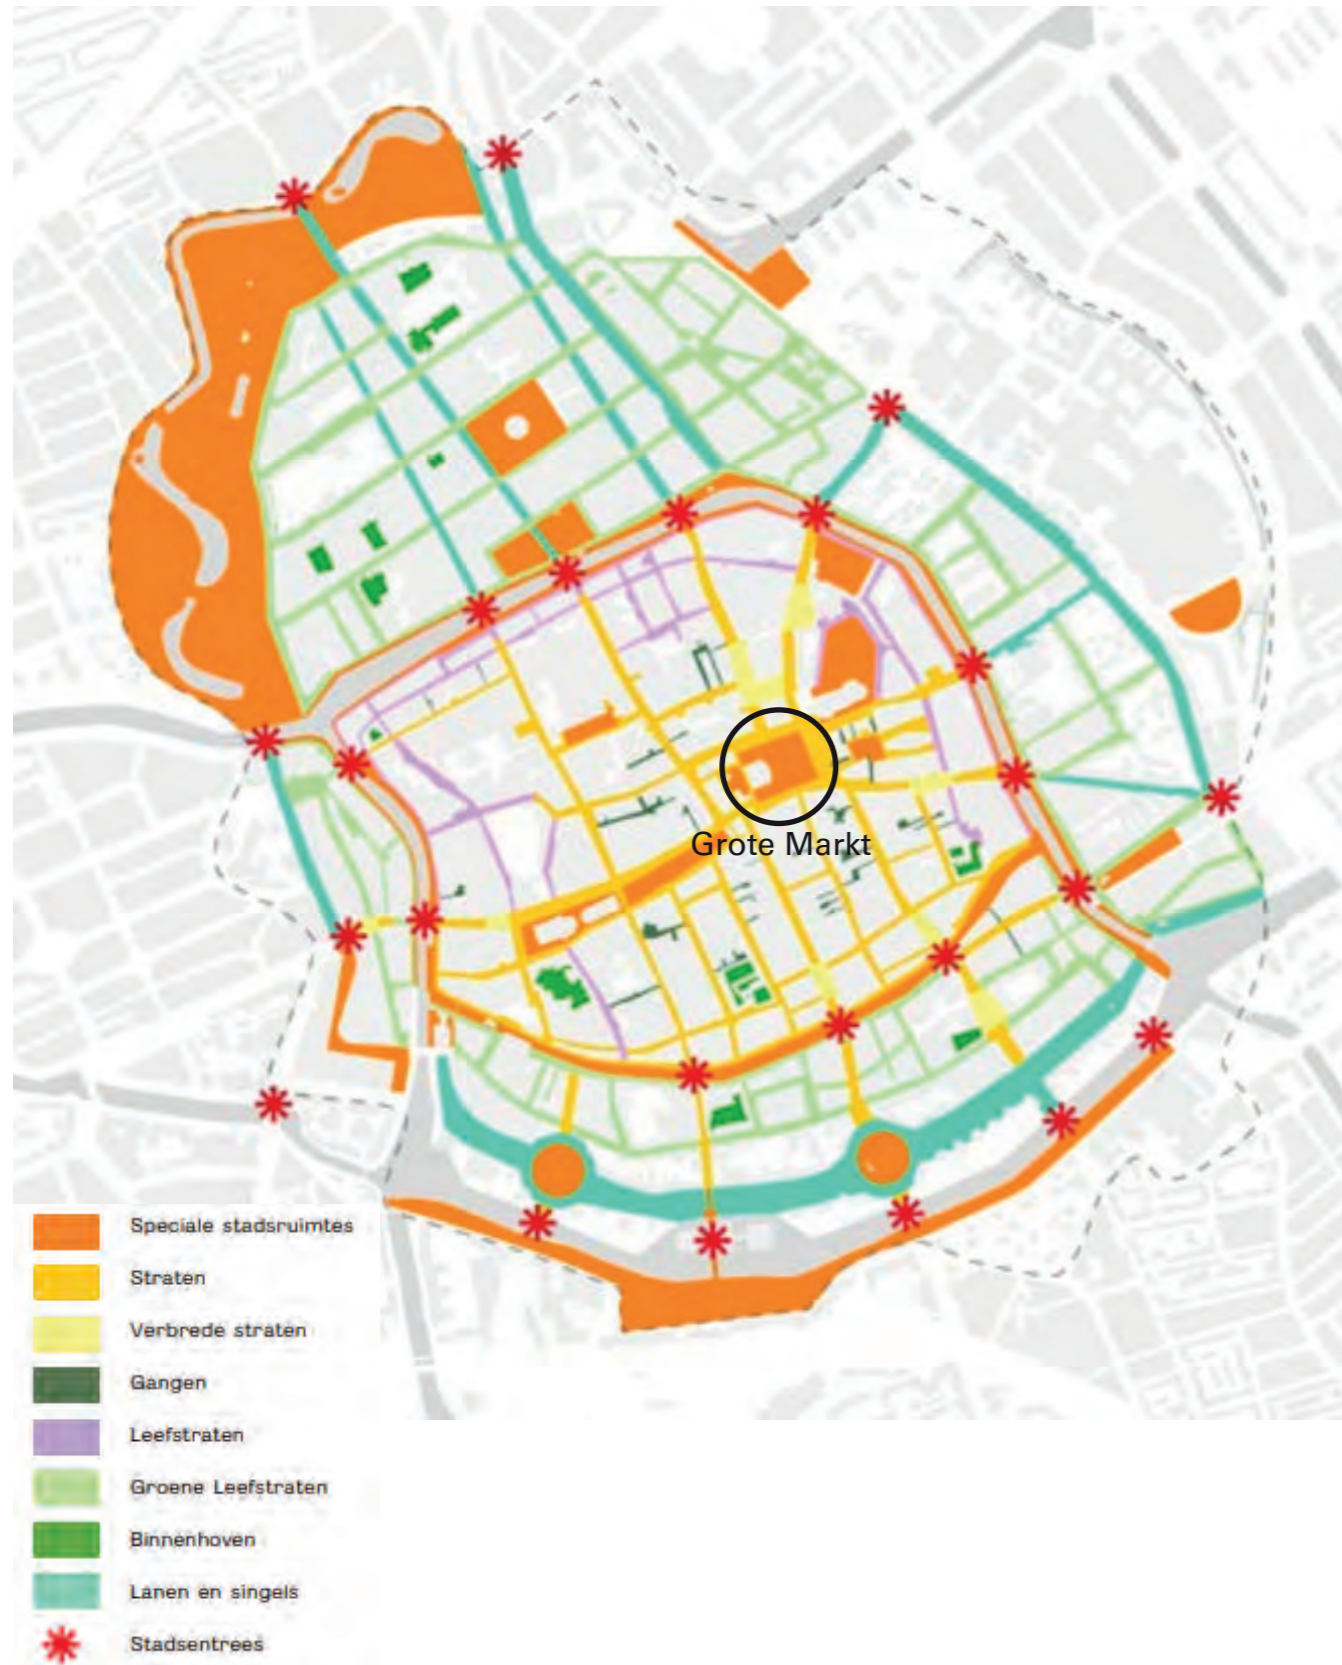 Grote Markt
Speciale stadsruimtes
Straten
Verbrede straten
Gangen
Leefstraten
Groene Leefstraten
Binnenhoven
Lanen en singels
Stadsentrees